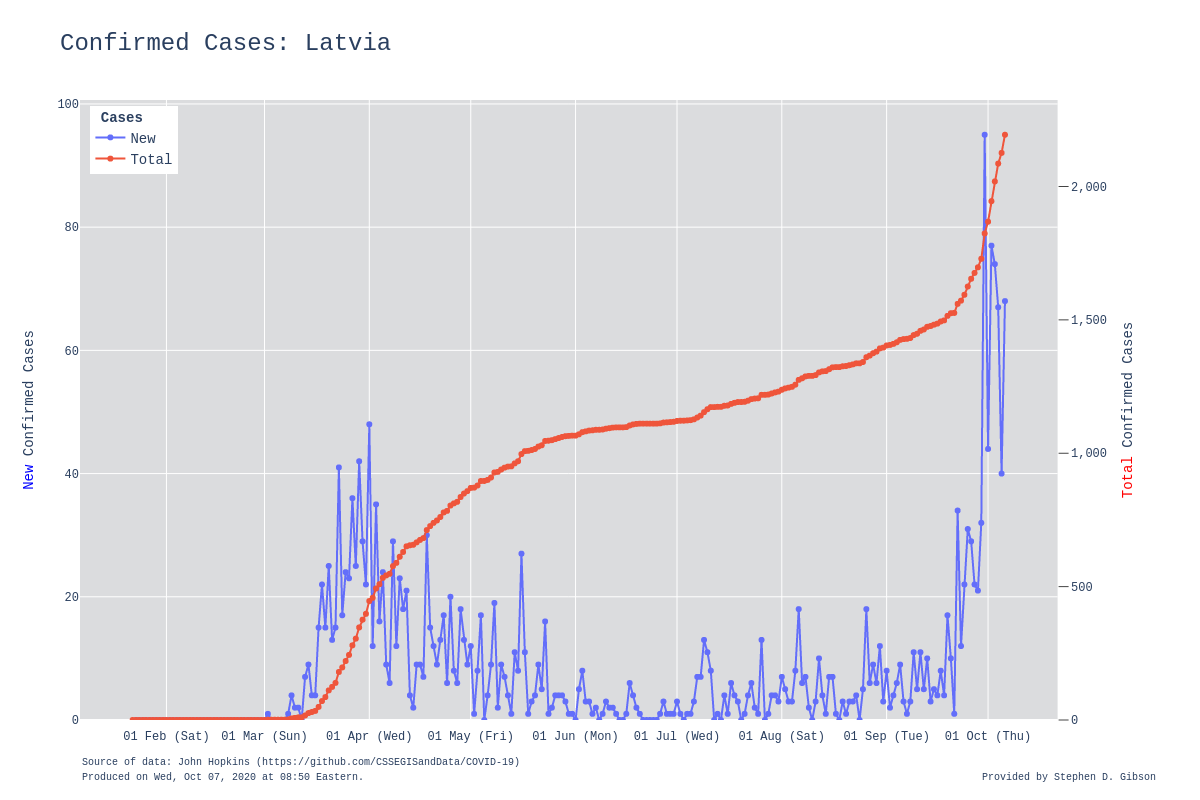 Confirmed Cases: Latvia
Cases
New
Total
100
80
60
40
20
0
2,000
1,500
1,000
500
0
New Confirmed Cases
Total Confirmed Cases
01 Feb (Sat)
01 Mar (Sun)
01 Apr (Wed)
01 May (Fri)
01 Jun (Mon)
01 Jul (Wed)
01 Aug (Sat)
01 Sep (Tue)
01 Oct (Thu)
Source of data: John Hopkins (https://github.com/CSSEGISandData/COVID-19)
Produced on Wed, Oct 07, 2020 at 08:50 Eastern.
Provided by Stephen D. Gibson